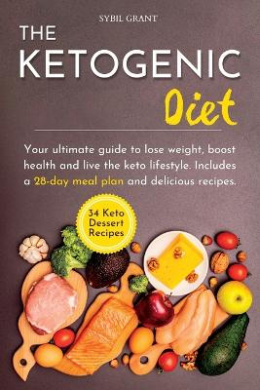 SYBIL GRANT
THE
KETOGENIC
Diet
Your ultimate guide to lose weight, boost
health and live the keto lifestyle. Includes
a 28-day meal plan and delicious recipes.
34 Keto
Dessert
Recipes